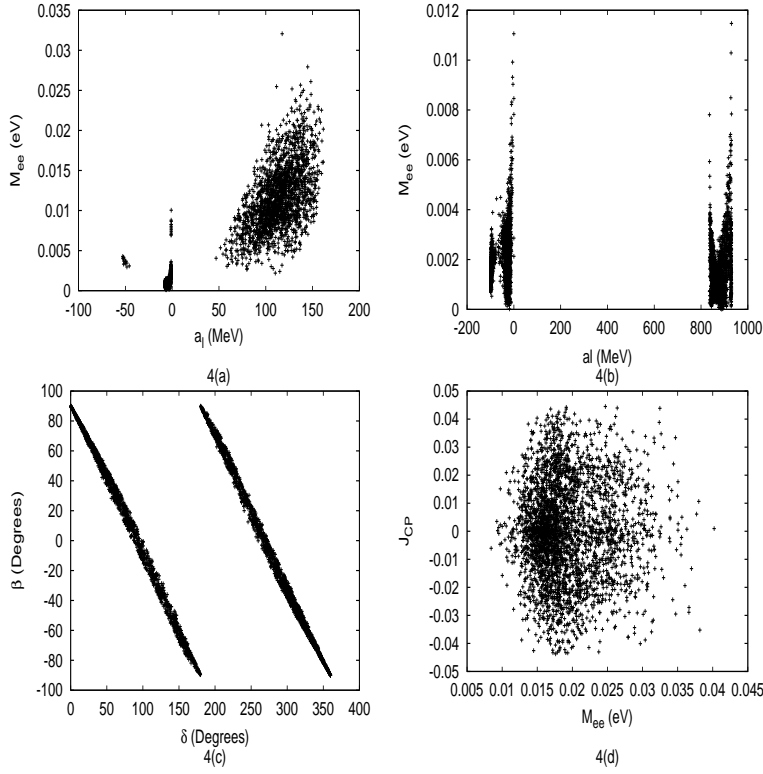 0.035
0.03
0.025
0.02
0.015
0.01
0.005
0
M_ee (eV)
-100 -50 0 50 100 150 200
a_l (MeV)
4(a)
0.012
0.01
0.008
0.006
0.004
0.002
0
M_ee (eV)
-200 0 200 400 600 800 1000
al (MeV)
4(b)
100
80
60
40
20
0
-20
-40
-60
-80
-100
β (Degrees)
0 50 100 150 200 250 300 350 400
δ (Degrees)
4(c)
0.05
0.04
0.03
0.02
0.01
0
-0.01
-0.02
-0.03
-0.04
-0.05
J_CP
0.005 0.01 0.015 0.02 0.025 0.03 0.035 0.04 0.045
M_ee (eV)
4(d)